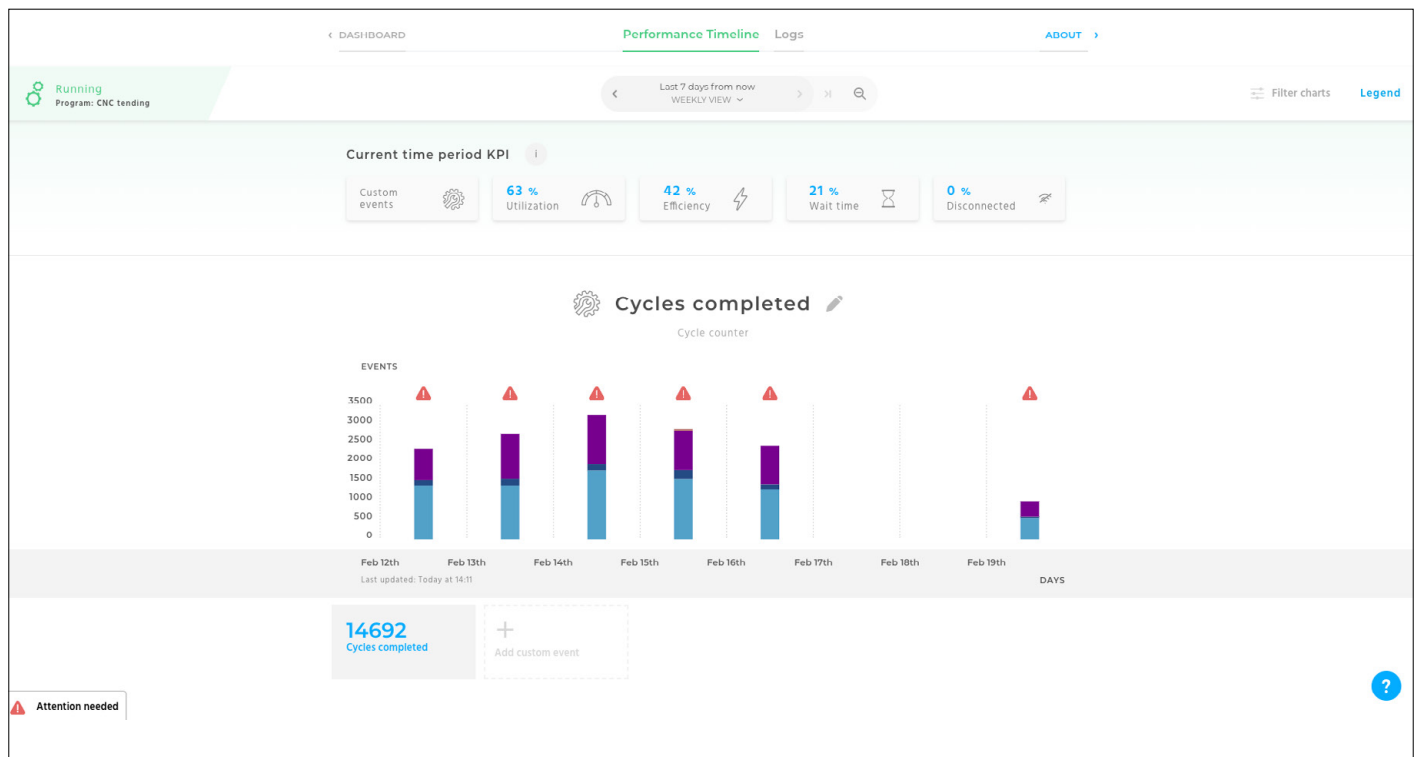 ‹ DASHBOARD
Performance Timeline Logs
ABOUT ›
Running
Program: CNC tending
Last 7 days from now
WEEKLY VIEW
Filter charts
Legend
Current time period KPI i
Custom
events
63 %
Utilization
42 %
Efficiency
21 %
Wait time
0 %
Disconnected
Cycles completed
Cycle counter
EVENTS
3500
3000
2500
2000
1500
1000
500
0
Feb 12th Feb 13th Feb 14th Feb 15th Feb 16th Feb 17th Feb 18th Feb 19th
Last updated: Today at 14:11
DAYS
14692
Cycles completed
+
Add custom event
?
Attention needed